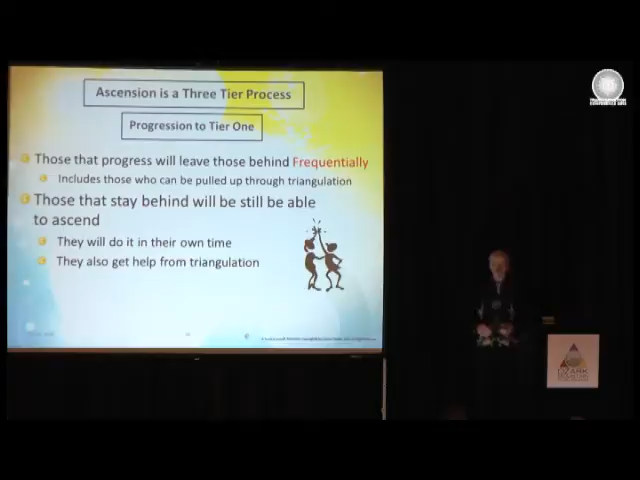 Ascension is a Three Tier Process
Progression to Tier One
Those that progress will leave those behind Frequentially
Includes those who can be pulled up through triangulation
Those that stay behind will be still be able
to ascend
They will do it in their own time
They also get help from triangulation
OZARK
MOUNTAIN